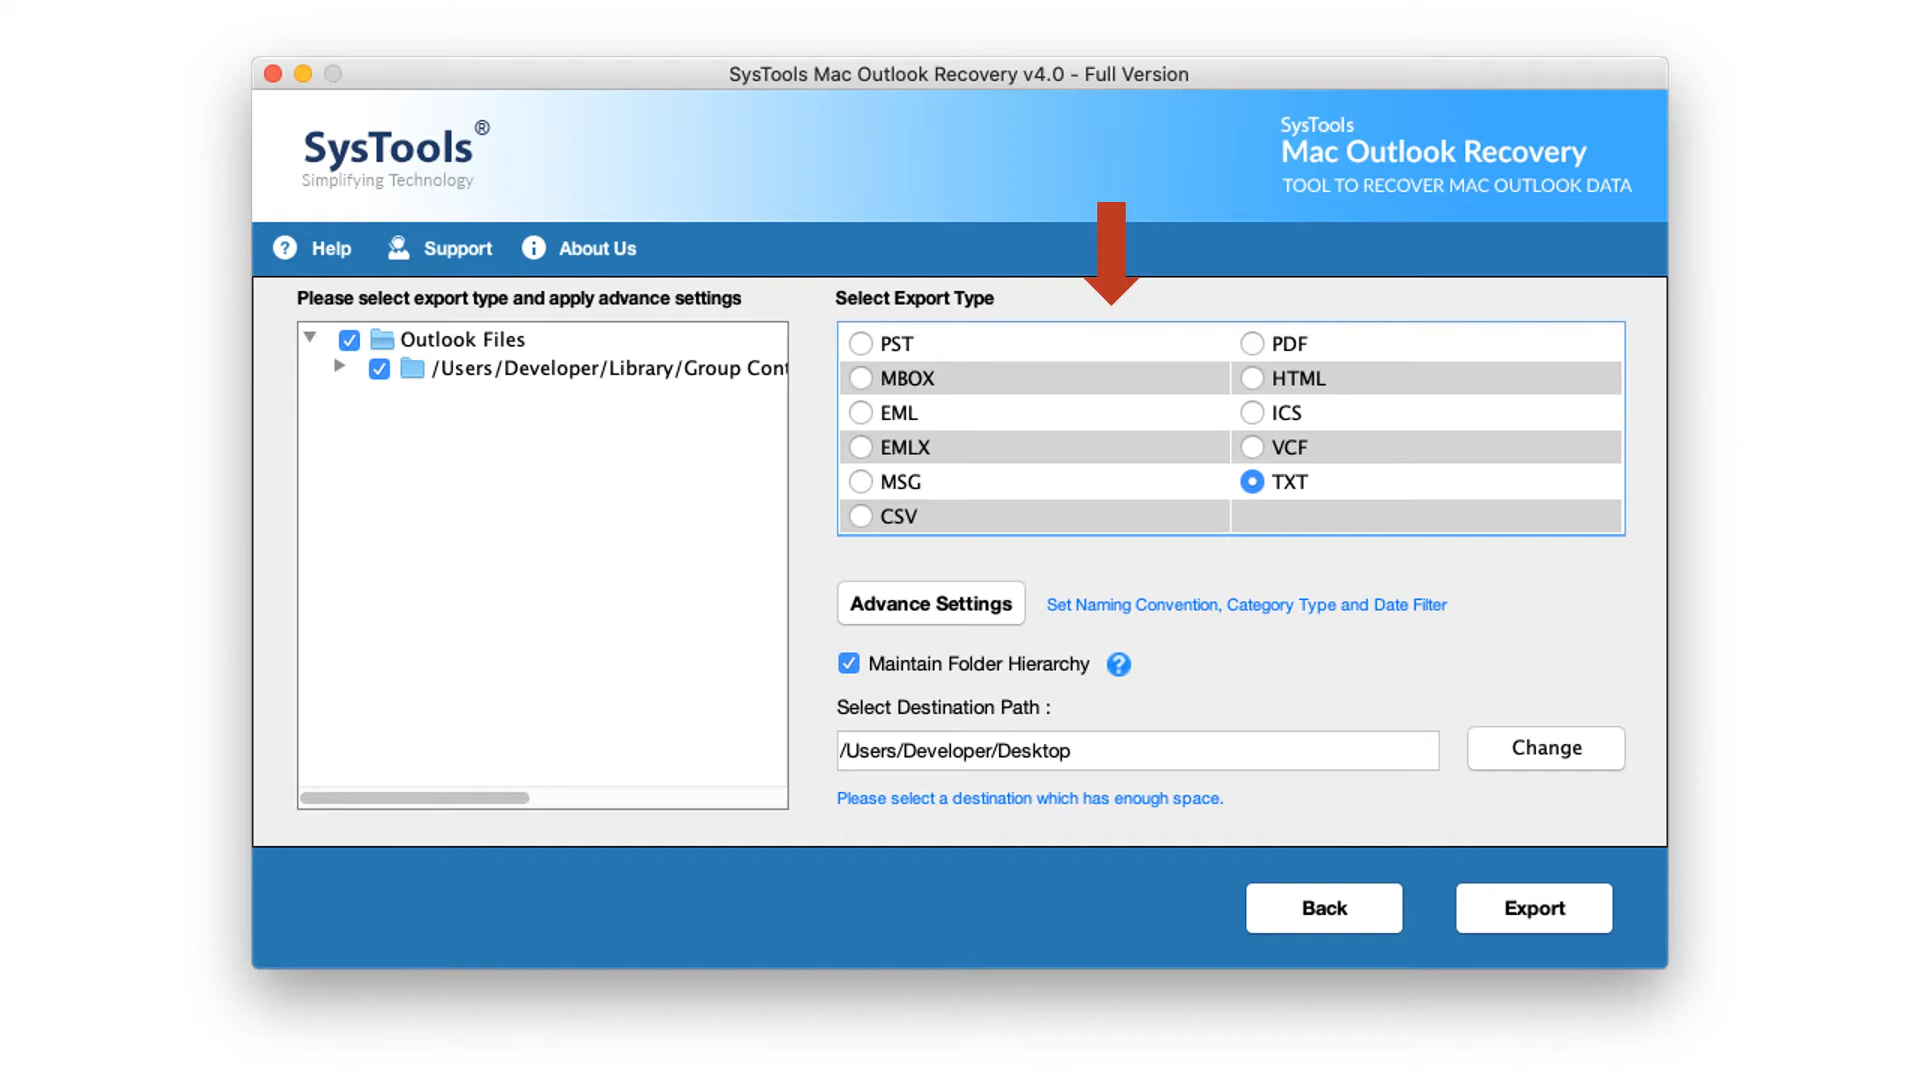 SysTools Mac Outlook Recovery v4.0 - Full Version
SysTools®
Simplifying Technology
SysTools
Mac Outlook Recovery
TOOL TO RECOVER MAC OUTLOOK DATA
? Help
Support
i About Us
Please select export type and apply advance settings
Outlook Files
/Users/Developer/Library/Group Cont
Select Export Type
PST
PDF
MBOX
HTML
EML
ICS
EMLX
VCF
MSG
TXT
CSV
Advance Settings
Set Naming Convention, Category Type and Date Filter
Maintain Folder Hierarchy ?
Select Destination Path :
/Users/Developer/Desktop
Change
Please select a destination which has enough space.
Back
Export